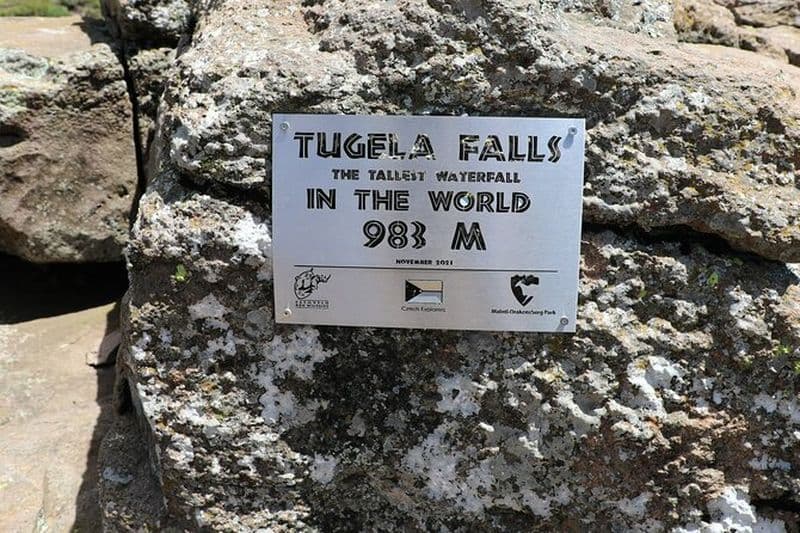 TUGELA FALLS
THE TALLEST WATERFALL
IN THE WORLD
983 M
NOVEMBER 2021
Czech Explorers
Maloti-Drakensberg Park